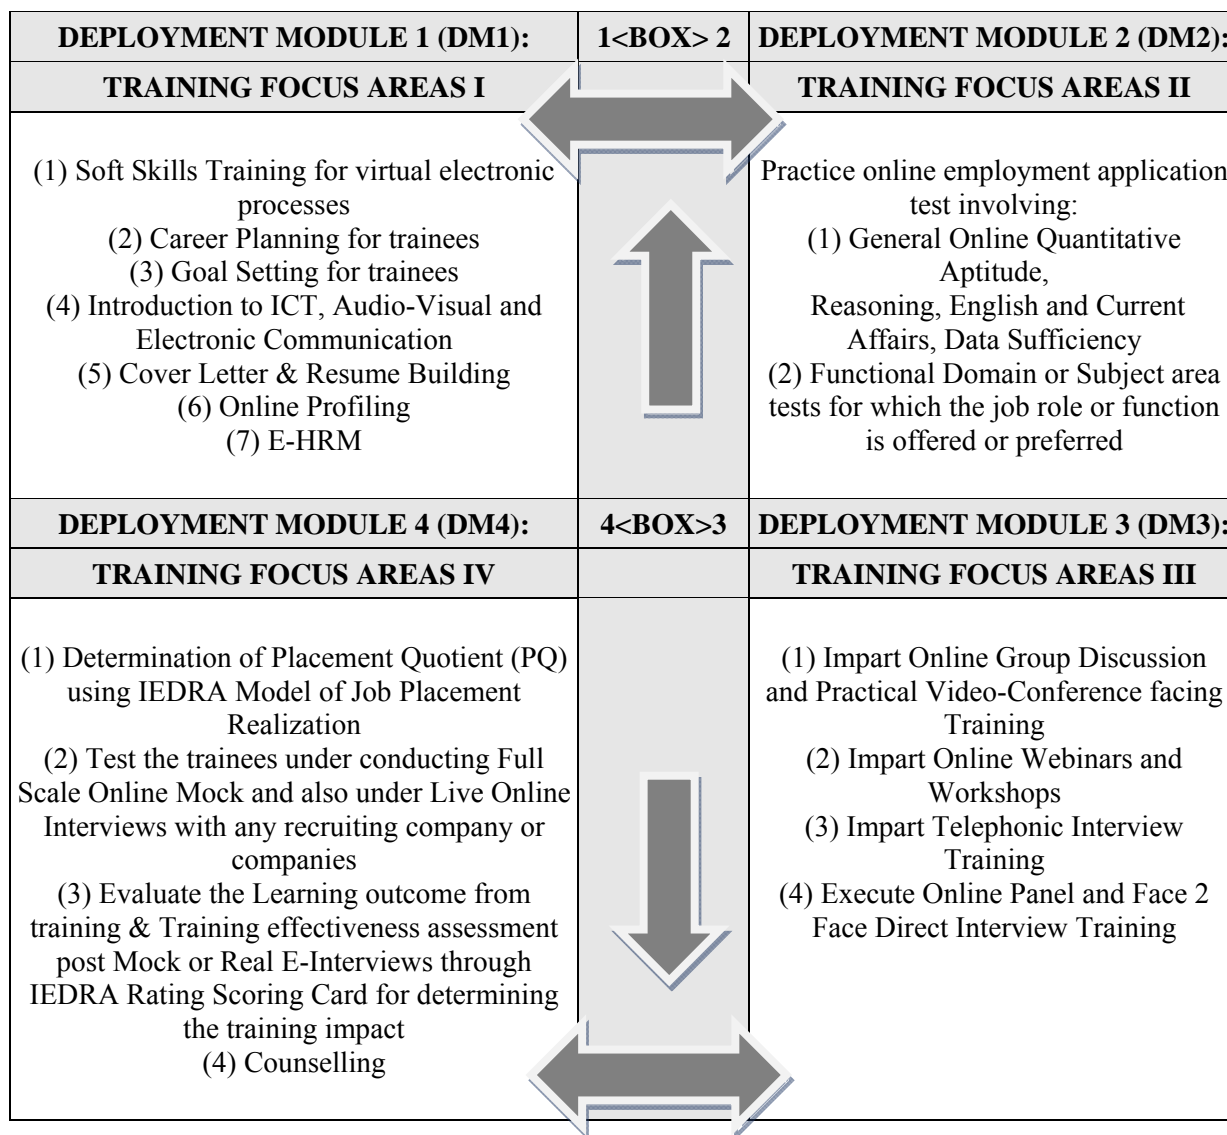 DEPLOYMENT MODULE 1 (DM1):
1<BOX> 2
DEPLOYMENT MODULE 2 (DM2):
TRAINING FOCUS AREAS I
TRAINING FOCUS AREAS II
(1) Soft Skills Training for virtual electronic
processes
(2) Career Planning for trainees
(3) Goal Setting for trainees
(4) Introduction to ICT, Audio-Visual and
Electronic Communication
(5) Cover Letter & Resume Building
(6) Online Profiling
(7) E-HRM
Practice online employment application
test involving:
(1) General Online Quantitative
Aptitude,
Reasoning, English and Current
Affairs, Data Sufficiency
(2) Functional Domain or Subject area
tests for which the job role or function
is offered or preferred
DEPLOYMENT MODULE 4 (DM4):
4<BOX>3
DEPLOYMENT MODULE 3 (DM3):
TRAINING FOCUS AREAS IV
TRAINING FOCUS AREAS III
(1) Determination of Placement Quotient (PQ)
using IEDRA Model of Job Placement
Realization
(2) Test the trainees under conducting Full
Scale Online Mock and also under Live Online
Interviews with any recruiting company or
companies
(3) Evaluate the Learning outcome from
training & Training effectiveness assessment
post Mock or Real E-Interviews through
IEDRA Rating Scoring Card for determining
the training impact
(4) Counselling
(1) Impart Online Group Discussion
and Practical Video-Conference facing
Training
(2) Impart Online Webinars and
Workshops
(3) Impart Telephonic Interview
Training
(4) Execute Online Panel and Face 2
Face Direct Interview Training